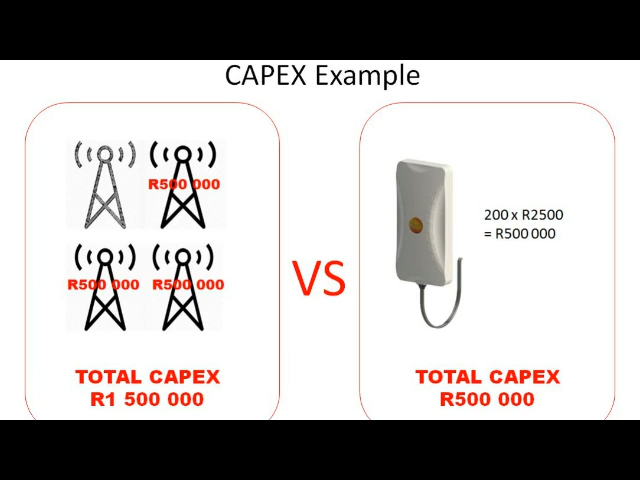 CAPEX Example
R500 000
R500 000
R500 000
TOTAL CAPEX
R1 500 000
VS
200 x R2500
= R500 000
TOTAL CAPEX
R500 000